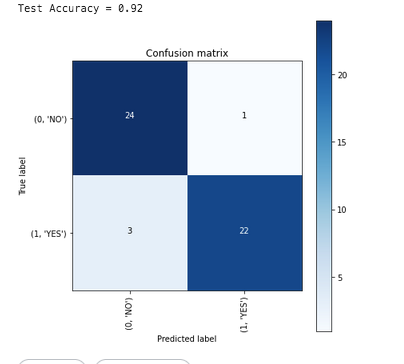 Test Accuracy = 0.92
Confusion matrix
(0, 'NO') 24 1
(1, 'YES') 3 22
True label
(0, 'NO') (1, 'YES')
Predicted label
20
15
10
5